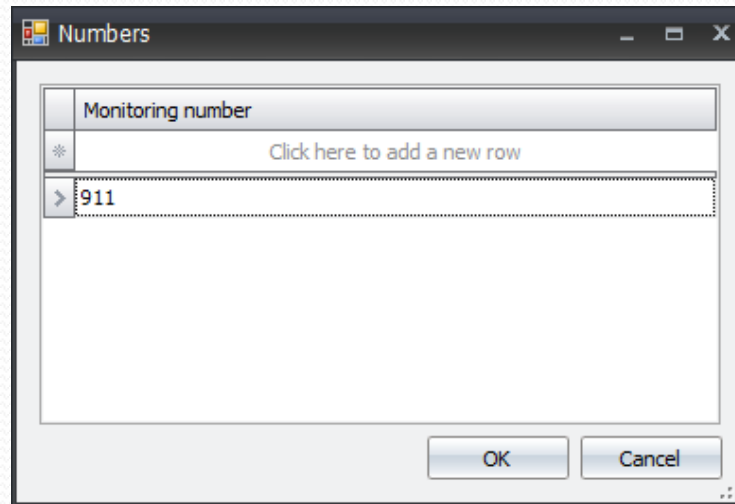 Numbers
Monitoring number
Click here to add a new row
911
OK
Cancel